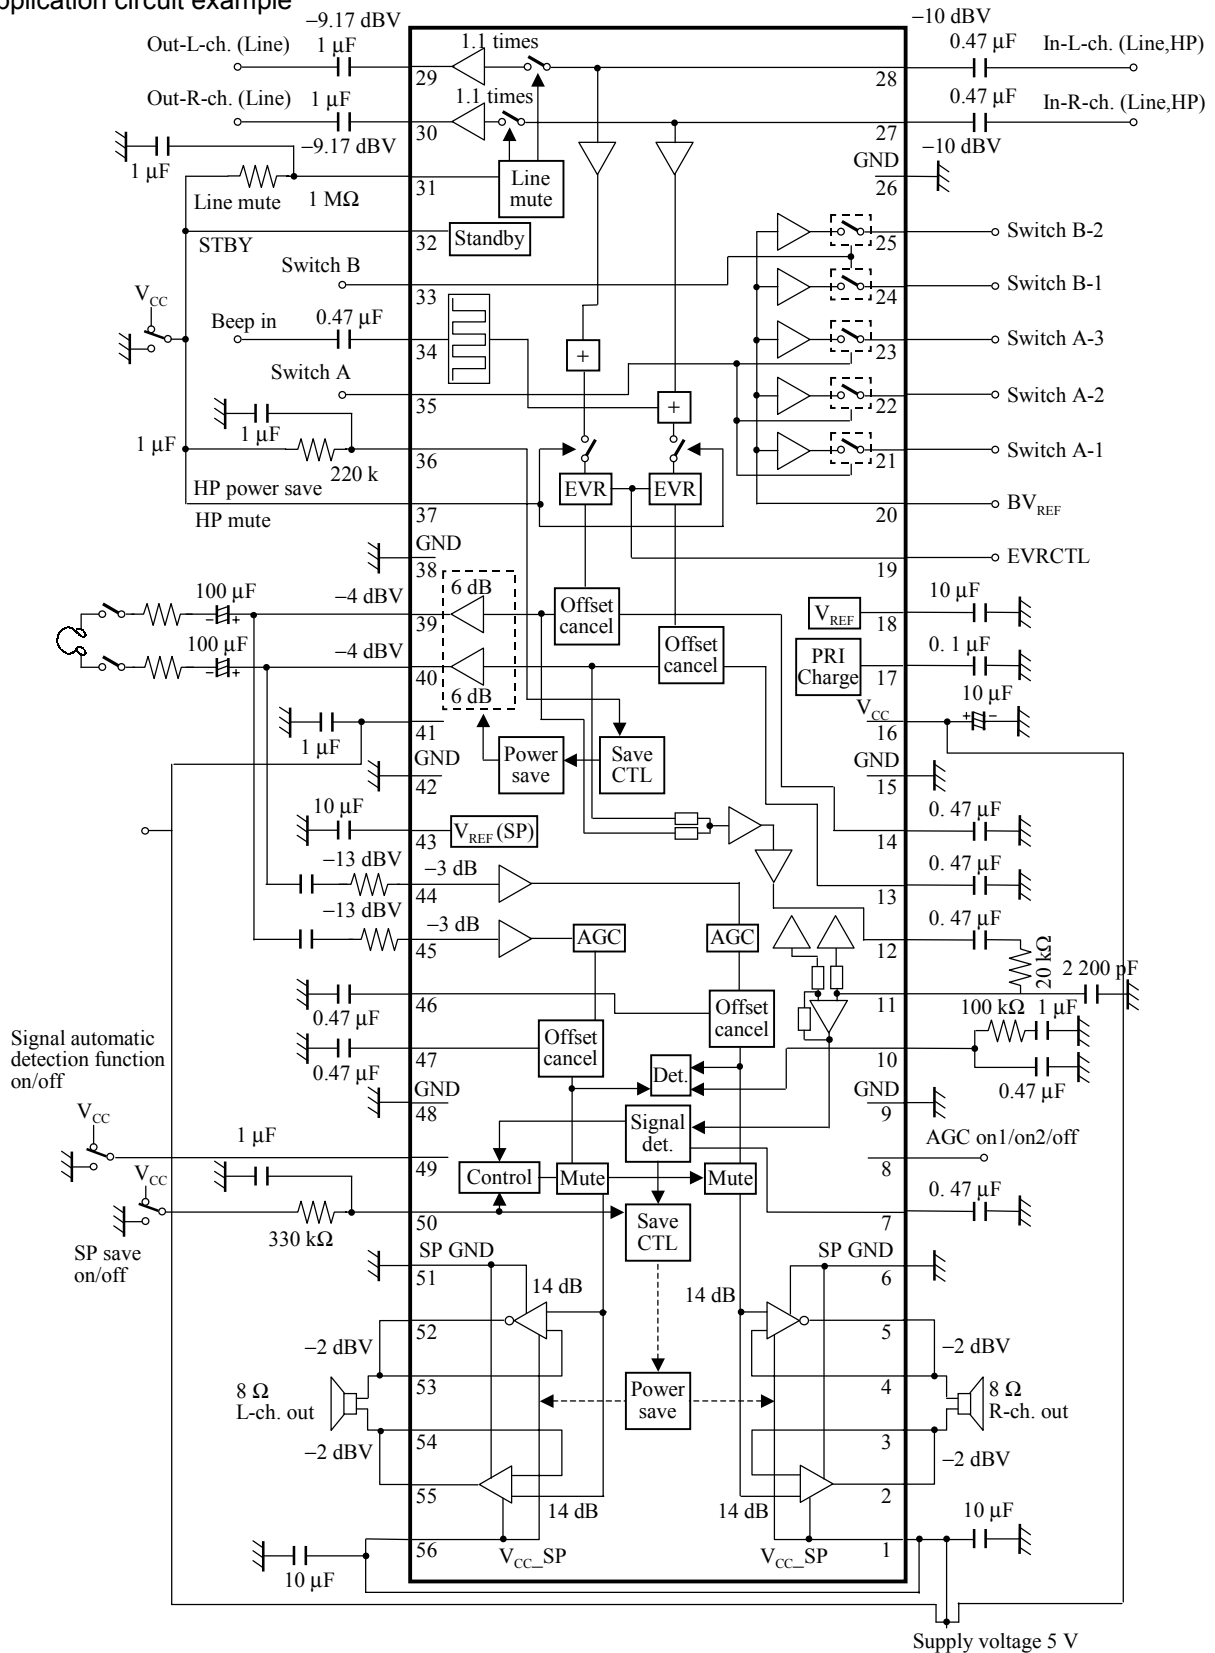 pplication circuit example
−9.17 dBV
−10 dBV
Out-L-ch. (Line)
1 µF
1.1 times
0.47 µF
In-L-ch. (Line,HP)
29
28
Out-R-ch. (Line)
1 µF
1.1 times
0.47 µF
In-R-ch. (Line,HP)
30
27
−9.17 dBV
−10 dBV
GND
1 µF
Line
mute
31
26
Line mute
1 MΩ
STBY
32
Standby
25
Switch B-2
Switch B
33
24
Switch B-1
VCC
Beep in
0.47 µF
34
23
Switch A-3
+
Switch A
35
+
22
Switch A-2
1 µF
1 µF
220 k
36
21
Switch A-1
HP power save
HP mute
EVR
EVR
37
20
BVREF
GND
38
19
EVRCTL
100 µF
−4 dBV
6 dB
39
Offset
cancel
VREF
18
10 µF
100 µF
−4 dBV
40
6 dB
Offset
cancel
PRI
Charge
17
0. 1 µF
VCC
10 µF
41
16
1 µF
GND
Power
save
Save
CTL
GND
42
15
10 µF
43
VREF (SP)
14
0. 47 µF
−13 dBV
−3 dB
44
13
0. 47 µF
−13 dBV
−3 dB
45
AGC
AGC
12
0. 47 µF
20 kΩ
2 200 pF
46
11
0.47 µF
Offset
cancel
100 kΩ
1 µF
Signal automatic
detection function
on/off
47
Offset
cancel
10
0.47 µF
Det.
0.47 µF
GND
48
GND
9
VCC
Signal
det.
AGC on1/on2/off
1 µF
49
8
VCC
Control
Mute
Mute
0. 47 µF
330 kΩ
50
Save
CTL
7
SP save
on/off
SP GND
51
SP GND
6
14 dB
14 dB
52
5
−2 dBV
−2 dBV
8 Ω
L-ch. out
53
Power
save
4
8 Ω
R-ch. out
54
3
−2 dBV
−2 dBV
55
14 dB
14 dB
2
10 µF
56
VCC_SP
VCC_SP
1
10 µF
Supply voltage 5 V